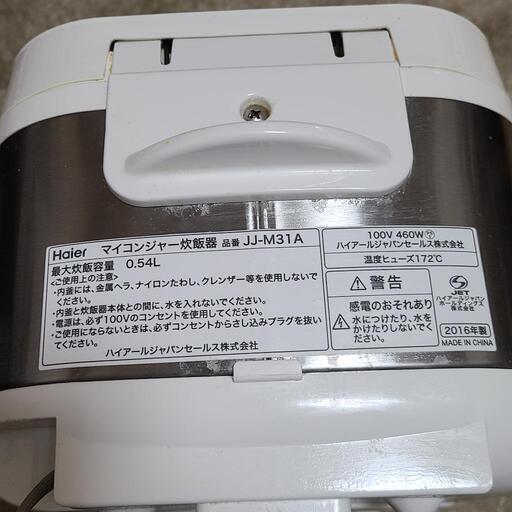 Haier マイコンジャー炊飯器 品番 JJ-M31A
最大炊飯容量 0.54L
<ご使用上の注意>
・内釜には、金属ヘラ、ナイロンたわし、クレンザー等を使用しないで
ください。
・内釜と炊飯器本体との間に、水を入れないでください。
・電源は、必ず100Vのコンセントを使用してください。
・ご使用にならないときは、必ずコンセントからさし込みプラグを抜い
てください。
ハイアールジャパンセールス株式会社
100V 460W
ハイアールジャパンセールス株式会社
温度ヒューズ172℃
警告
感電のおそれあり
水につけたり、水を
かけたりしないでく
ださい。
JET
ハイアールジャパン
ホールディングス
株式会社
2016年製
MADE IN CHINA